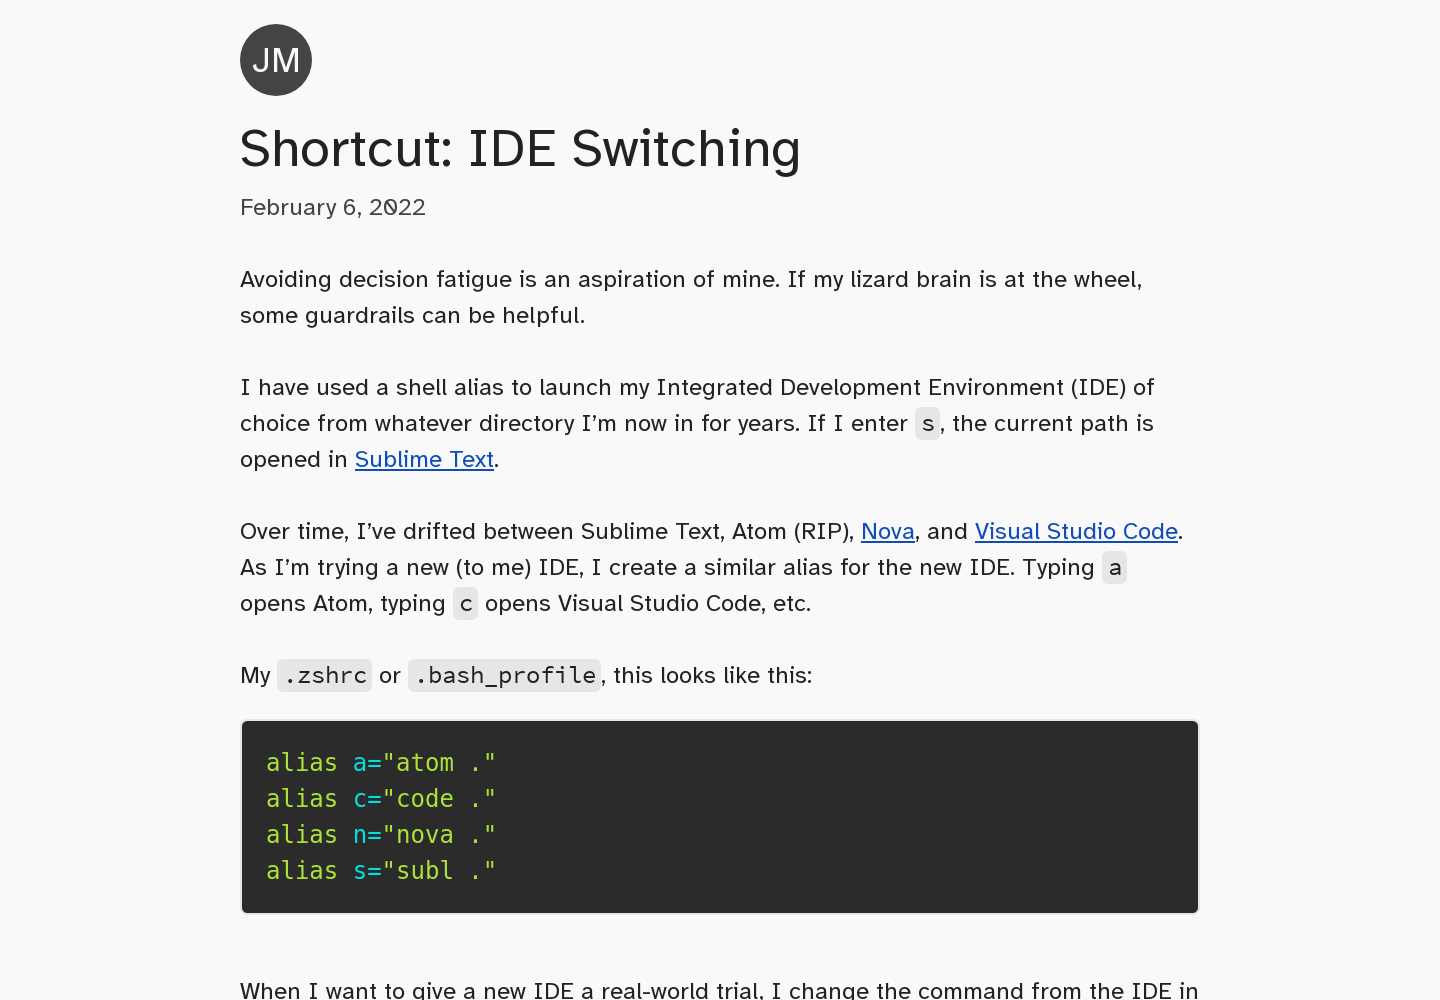 JM
Shortcut: IDE Switching
February 6, 2022
Avoiding decision fatigue is an aspiration of mine. If my lizard brain is at the wheel,
some guardrails can be helpful.
I have used a shell alias to launch my Integrated Development Environment (IDE) of
choice from whatever directory I’m now in for years. If I enter s, the current path is
opened in Sublime Text.
Over time, I’ve drifted between Sublime Text, Atom (RIP), Nova, and Visual Studio Code.
As I’m trying a new (to me) IDE, I create a similar alias for the new IDE. Typing a
opens Atom, typing c opens Visual Studio Code, etc.
My .zshrc or .bash_profile, this looks like this:
alias a="atom ."
alias c="code ."
alias n="nova ."
alias s="subl ."
When I want to give a new IDE a real-world trial, I change the command from the IDE in